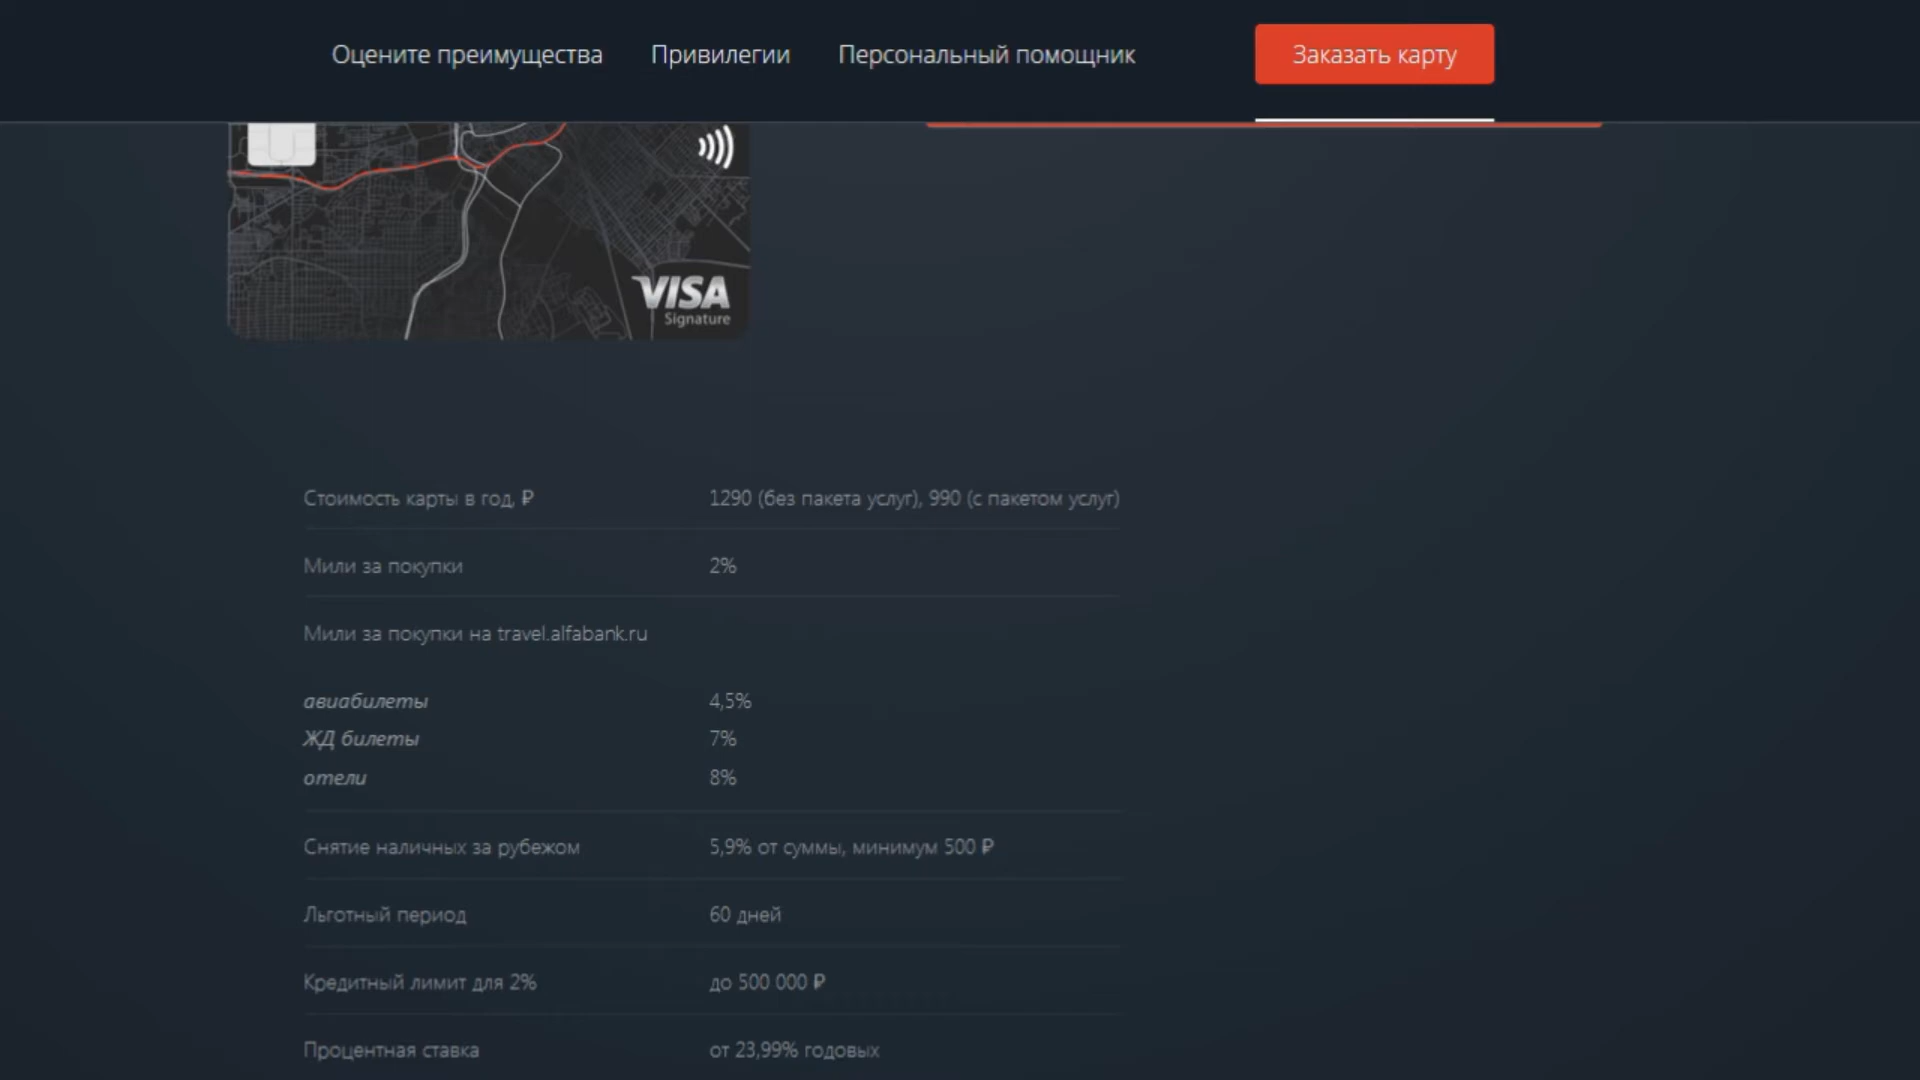 Оцените преимущества Привилегии Персональный помощник Заказать карту
VISA
Signature
Стоимость карты в год, ₽ 1290 (без пакета услуг), 990 (с пакетом услуг)
Мили за покупки 2%
Мили за покупки на travel.alfabank.ru
авиабилеты 4,5%
ЖД билеты 7%
отели 8%
Снятие наличных за рубежом 5,9% от суммы, минимум 500 ₽
Льготный период 60 дней
Кредитный лимит для 2% до 500 000 ₽
Процентная ставка от 23,99% годовых